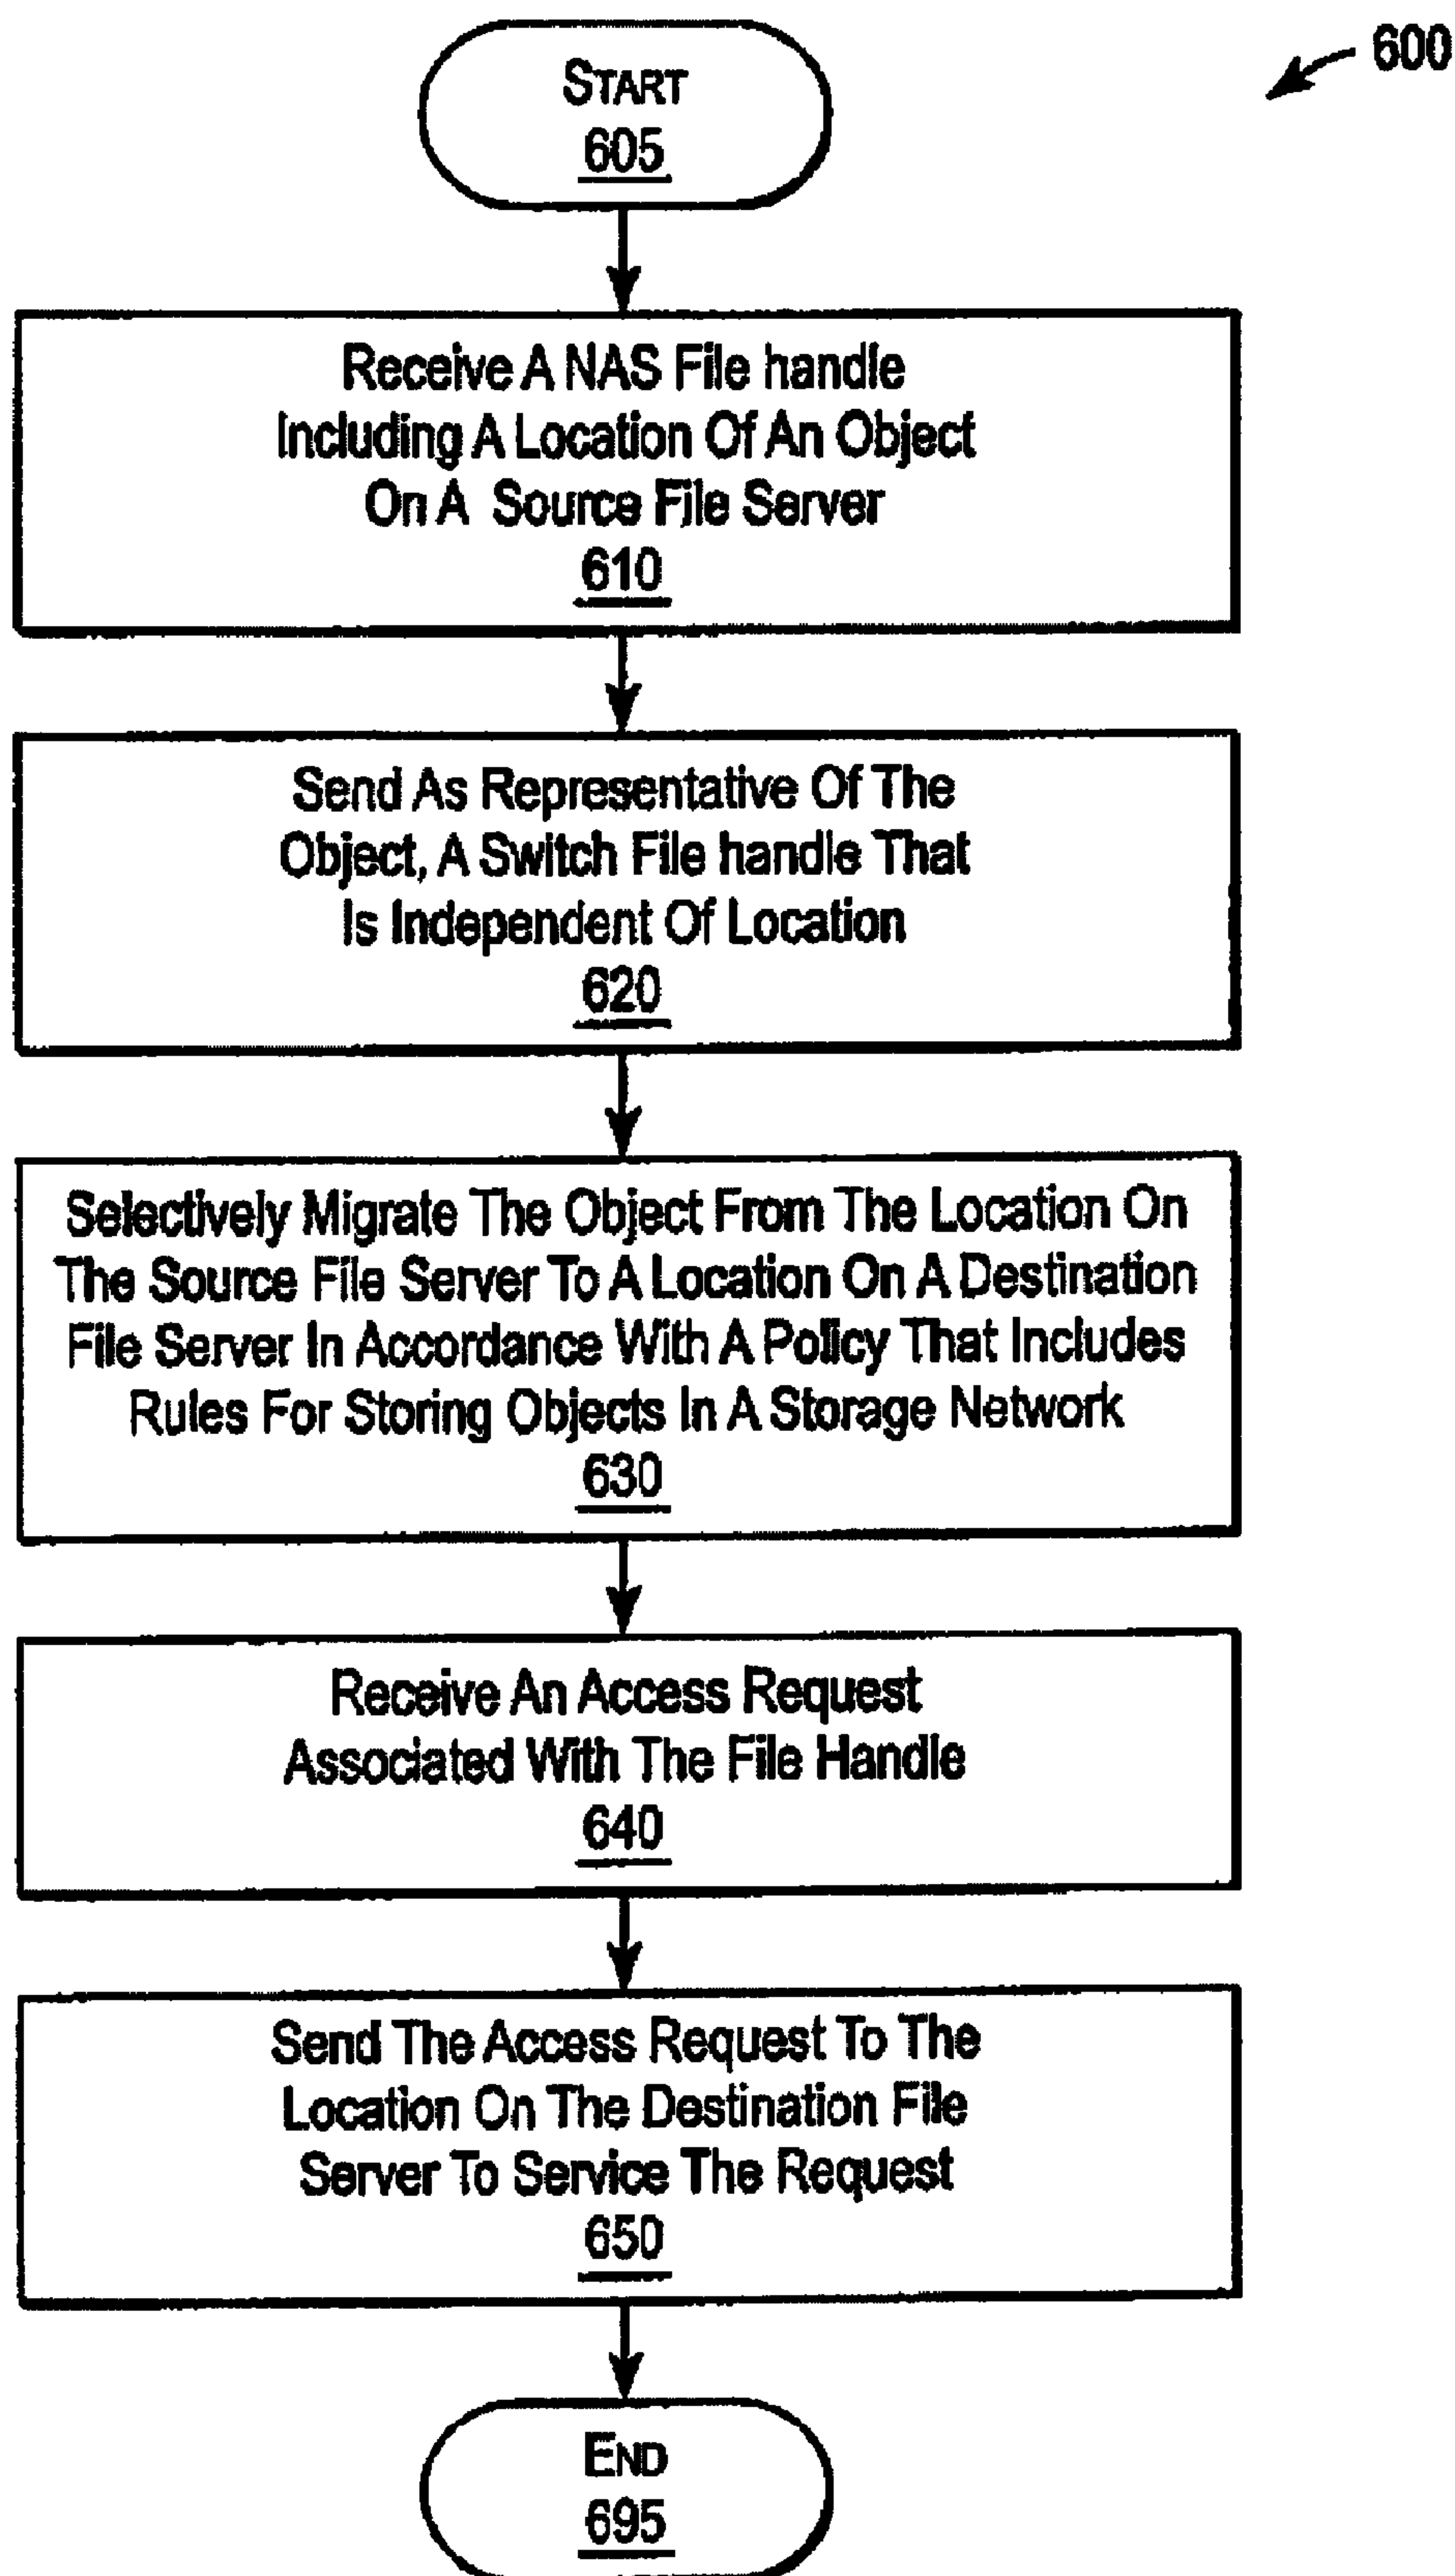 600
START
605
Receive A NAS File handle
Including A Location Of An Object
On A Source File Server
610
Send As Representative Of The
Object, A Switch File handle That
Is Independent Of Location
620
Selectively Migrate The Object From The Location On
The Source File Server To A Location On A Destination
File Server In Accordance With A Policy That Includes
Rules For Storing Objects In A Storage Network
630
Receive An Access Request
Associated With The File Handle
640
Send The Access Request To The
Location On The Destination File
Server To Service The Request
650
END
695